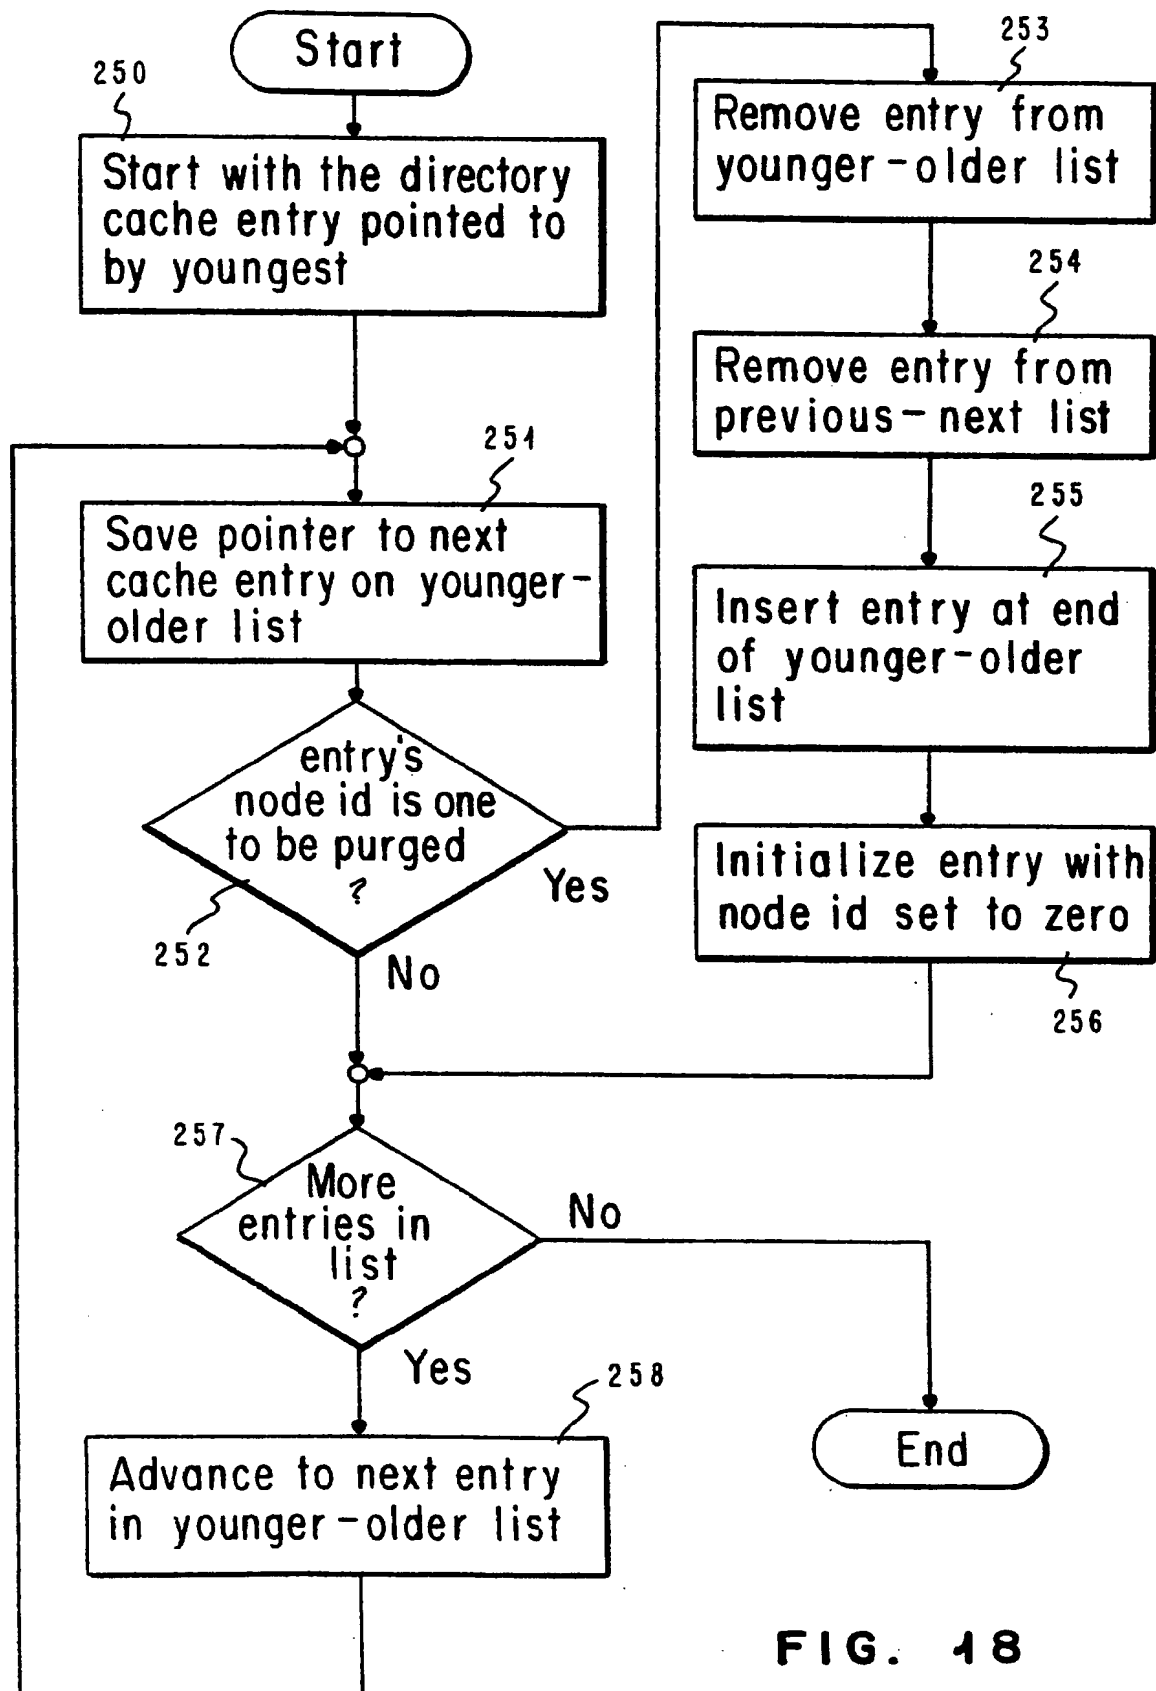 Start
250
Start with the directory
cache entry pointed to
by youngest
251
Save pointer to next
cache entry on younger-
older list
entry's
node id is one
to be purged
?
252
Yes
No
253
Remove entry from
younger-older list
254
Remove entry from
previous-next list
255
Insert entry at end
of younger-older
list
Initialize entry with
node id set to zero
256
257
More
entries in
list
?
No
Yes
258
Advance to next entry
in younger-older list
End
FIG. 18